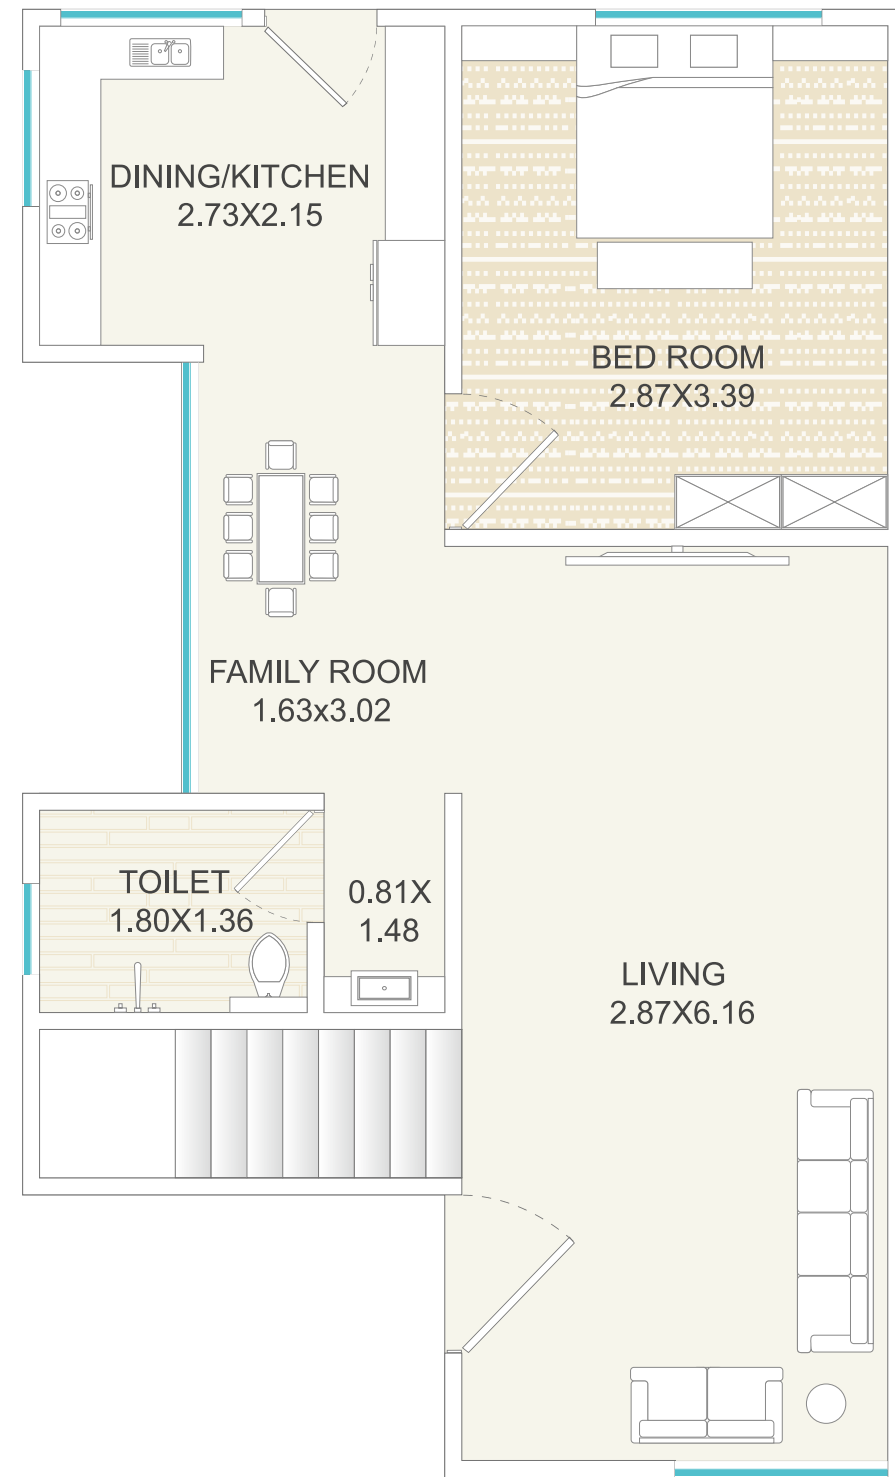 DINING/KITCHEN
2.73X2.15
BED ROOM
2.87X3.39
FAMILY ROOM
1.63x3.02
TOILET
1.80X1.36
0.81X
1.48
LIVING
2.87X6.16